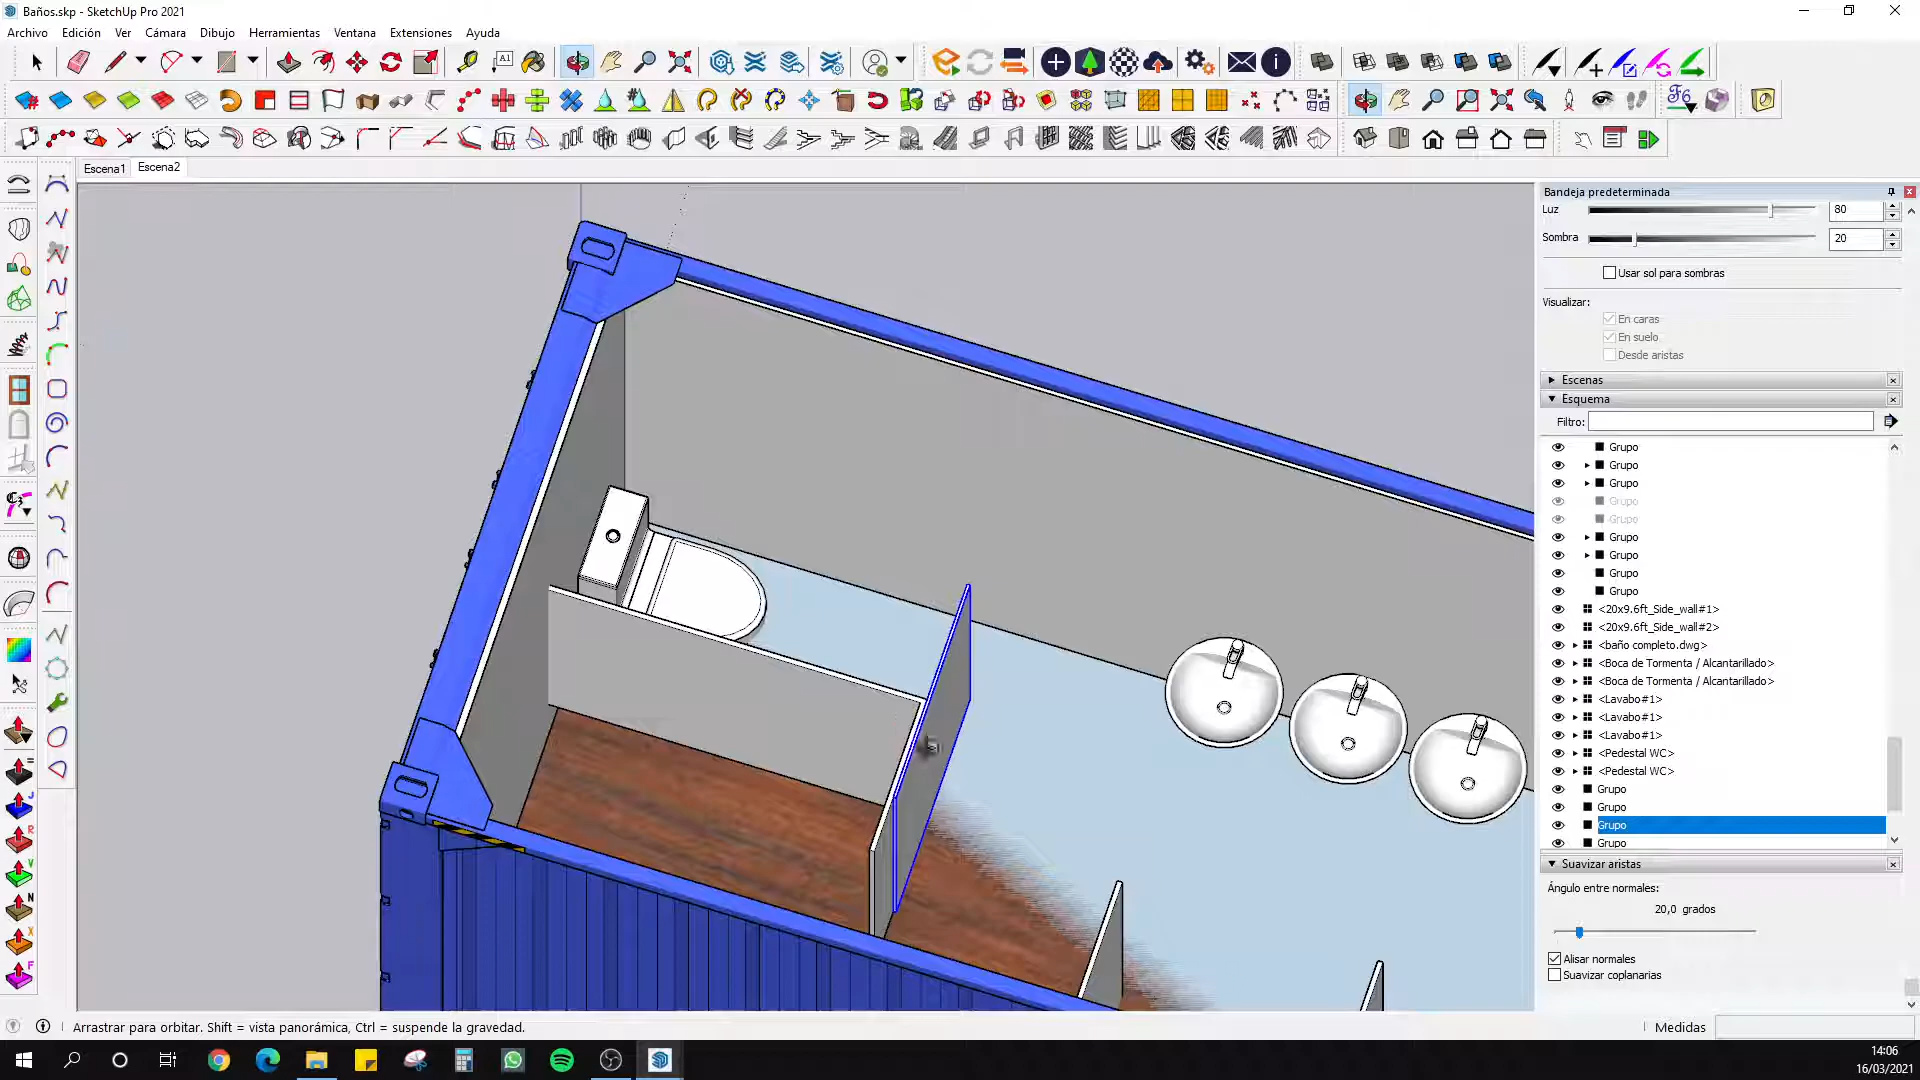 Baños.skp - SketchUp Pro 2021
Archivo Edición Ver Cámara Dibujo Herramientas Ventana Extensiones Ayuda
Escena1 Escena2
Bandeja predeterminada
Luz 80
Sombra 20
Usar sol para sombras
Visualizar:
En caras
En suelo
Desde aristas
Escenas
Esquema
Filtro:
Grupo
Grupo
Grupo
Grupo
Grupo
Grupo
Grupo
Grupo
Grupo
<20x9.6ft_Side_wall#1>
<20x9.6ft_Side_wall#2>
<baño completo.dwg>
<Boca de Tormenta / Alcantarillado>
<Boca de Tormenta / Alcantarillado>
<Lavabo#1>
<Lavabo#1>
<Lavabo#1>
<Pedestal WC>
<Pedestal WC>
Grupo
Grupo
Grupo
Grupo
Suavizar aristas
Ángulo entre normales:
20,0 grados
Alisar normales
Suavizar coplanarias
Arrastrar para orbitar. Shift = vista panorámica, Ctrl = suspende la gravedad.
Medidas
14:06
16/03/2021